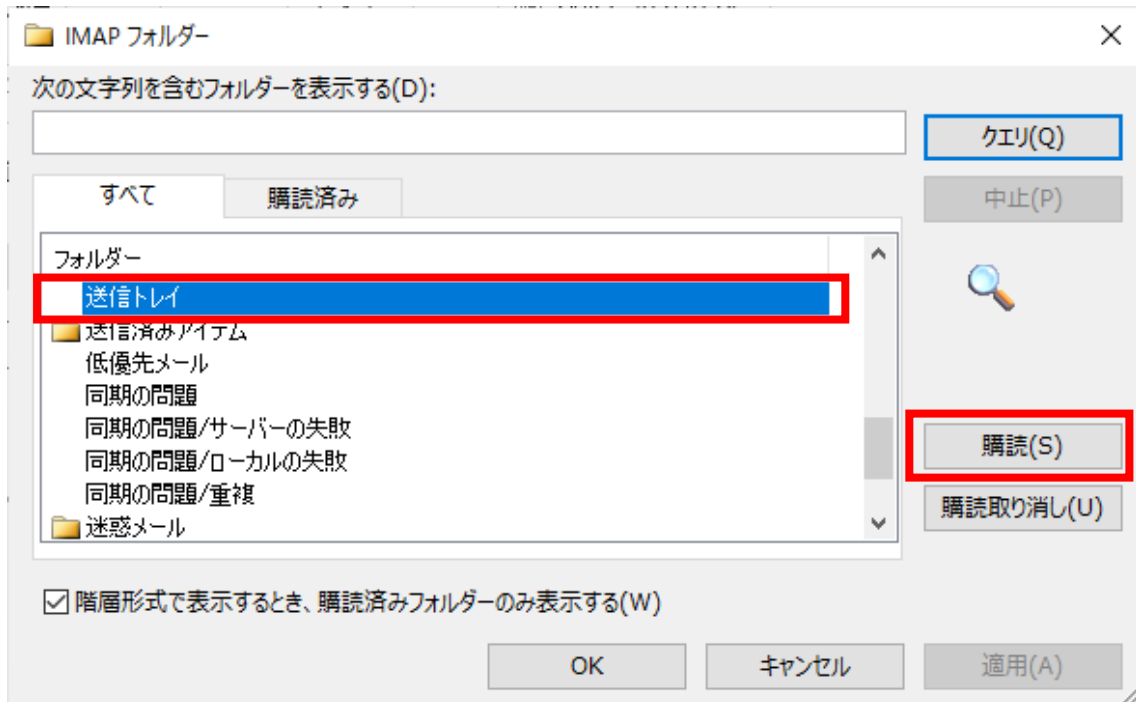 IMAP フォルダー
次の文字列を含むフォルダーを表示する(D):
クエリ(Q)
すべて
購読済み
中止(P)
フォルダー
送信トレイ
送信済みアイテム
低優先メール
同期の問題
同期の問題/サーバーの失敗
購読(S)
同期の問題/ローカルの失敗
同期の問題/重複
購読取り消し(U)
迷惑メール
階層形式で表示するとき、購読済みフォルダーのみ表示する(W)
OK
キャンセル
適用(A)